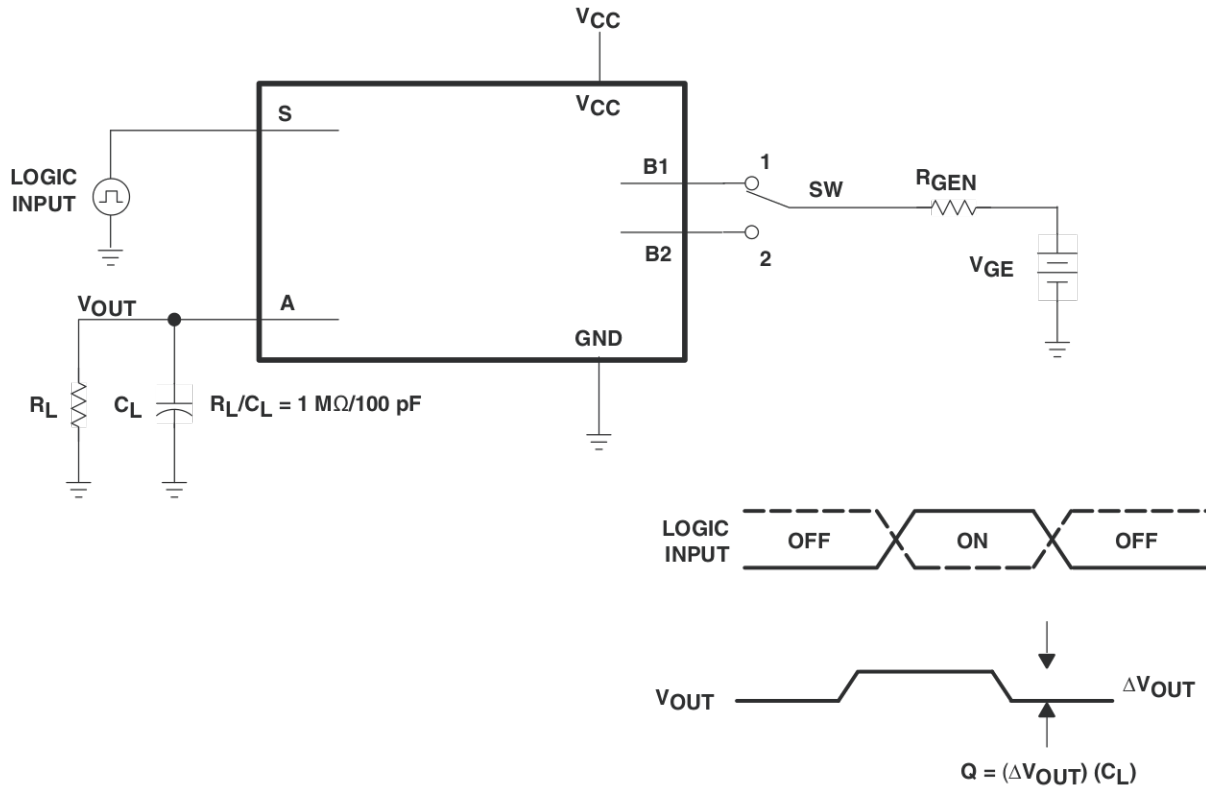 VCC
VCC
S
LOGIC
INPUT
B1
1
SW
RGEN
B2
2
VGE
VOUT
A
GND
RL
CL
RL/CL = 1 MΩ/100 pF
LOGIC
INPUT
OFF
ON
OFF
VOUT
ΔVOUT
Q = (ΔVOUT) (CL)